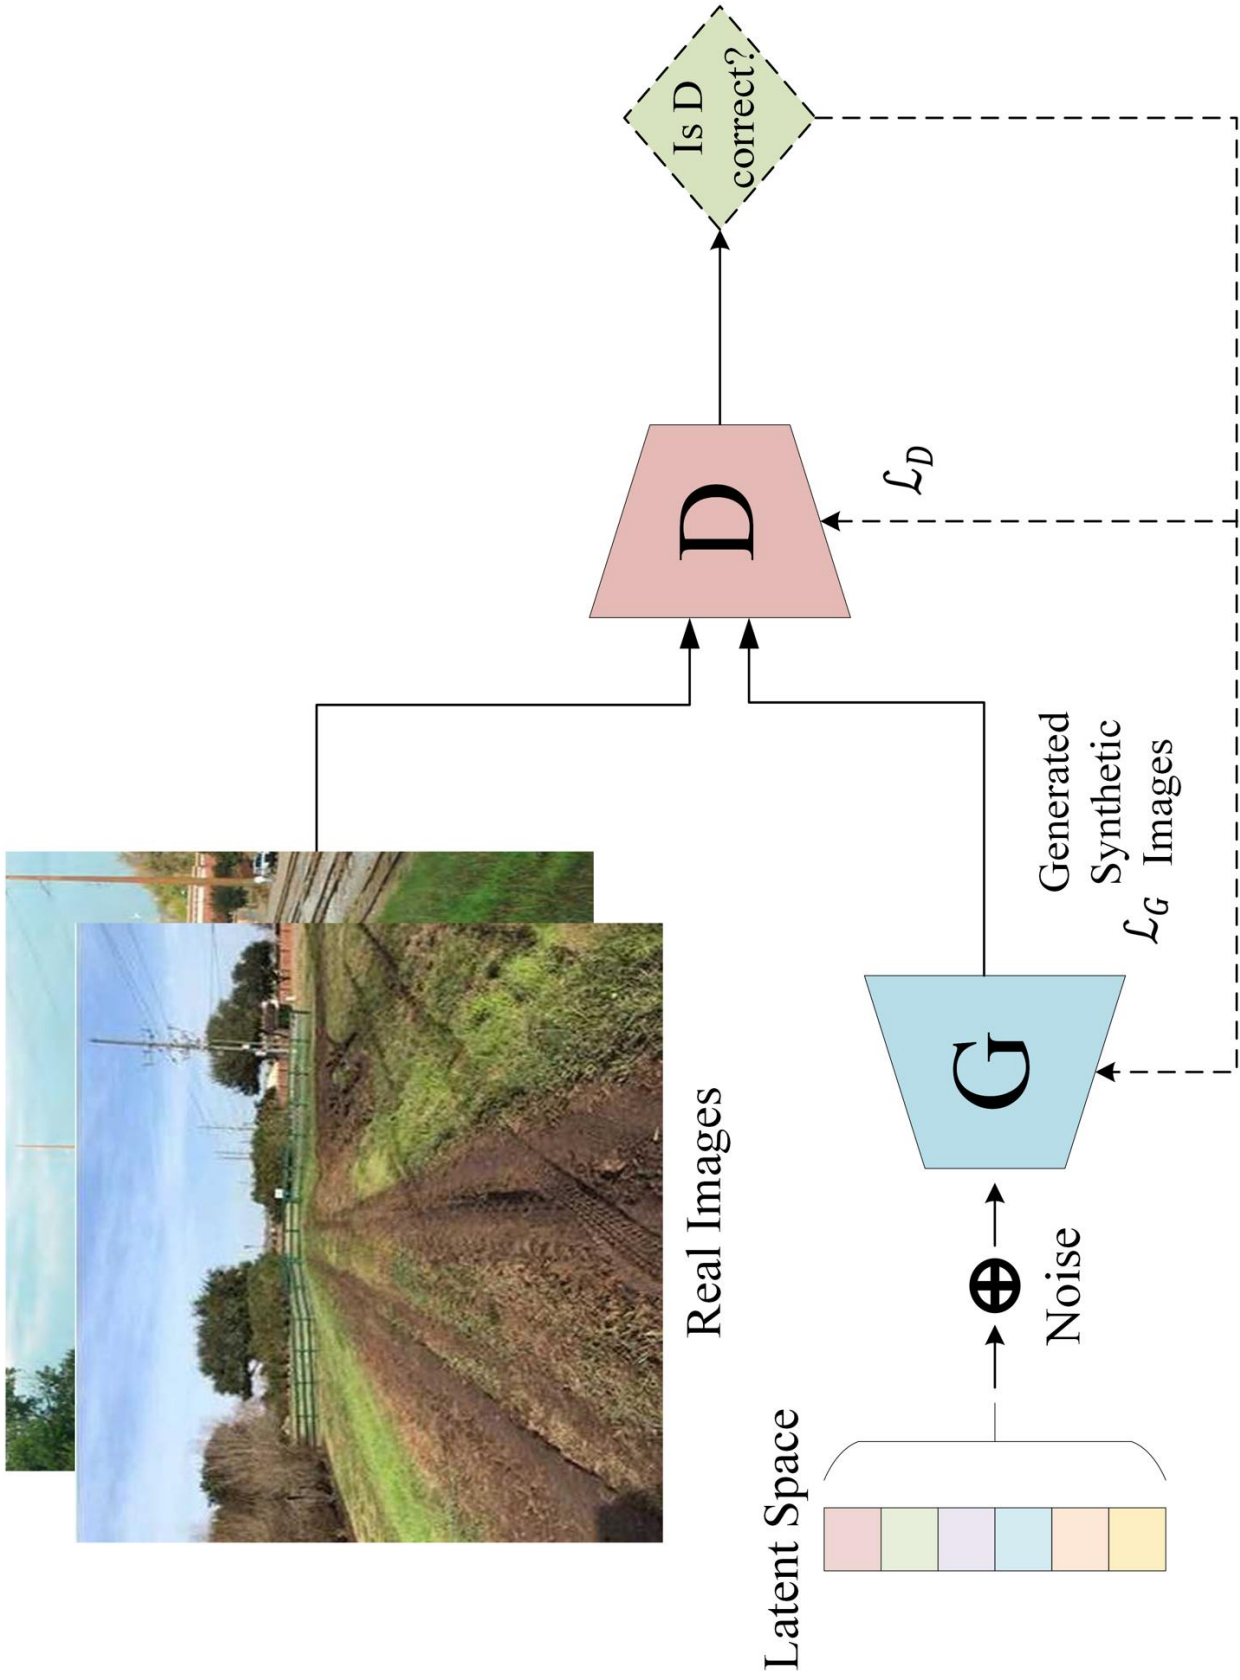 Real Images
Latent Space
Noise
G
Generated
Synthetic
Images
ℒ_G
D
ℒ_D
Is D
correct?